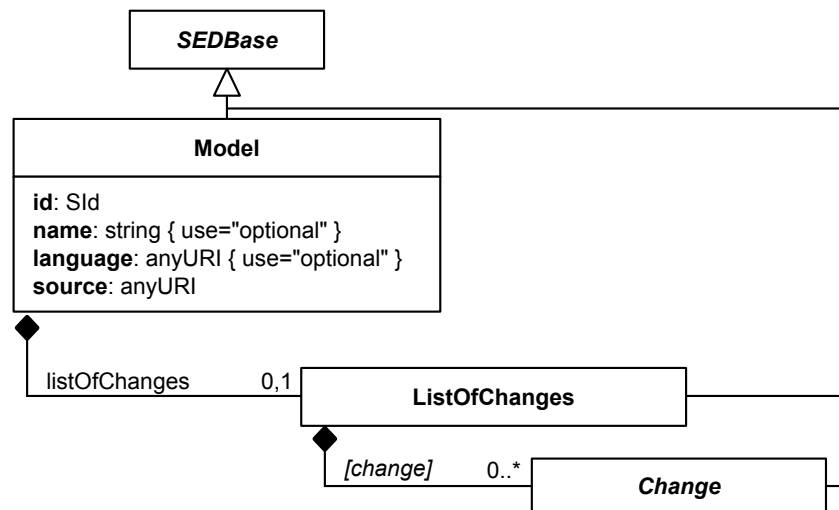 SEDBase
Model
id: SId
name: string { use="optional" }
language: anyURI { use="optional" }
source: anyURI
listOfChanges 0,1
ListOfChanges
[change] 0..*
Change